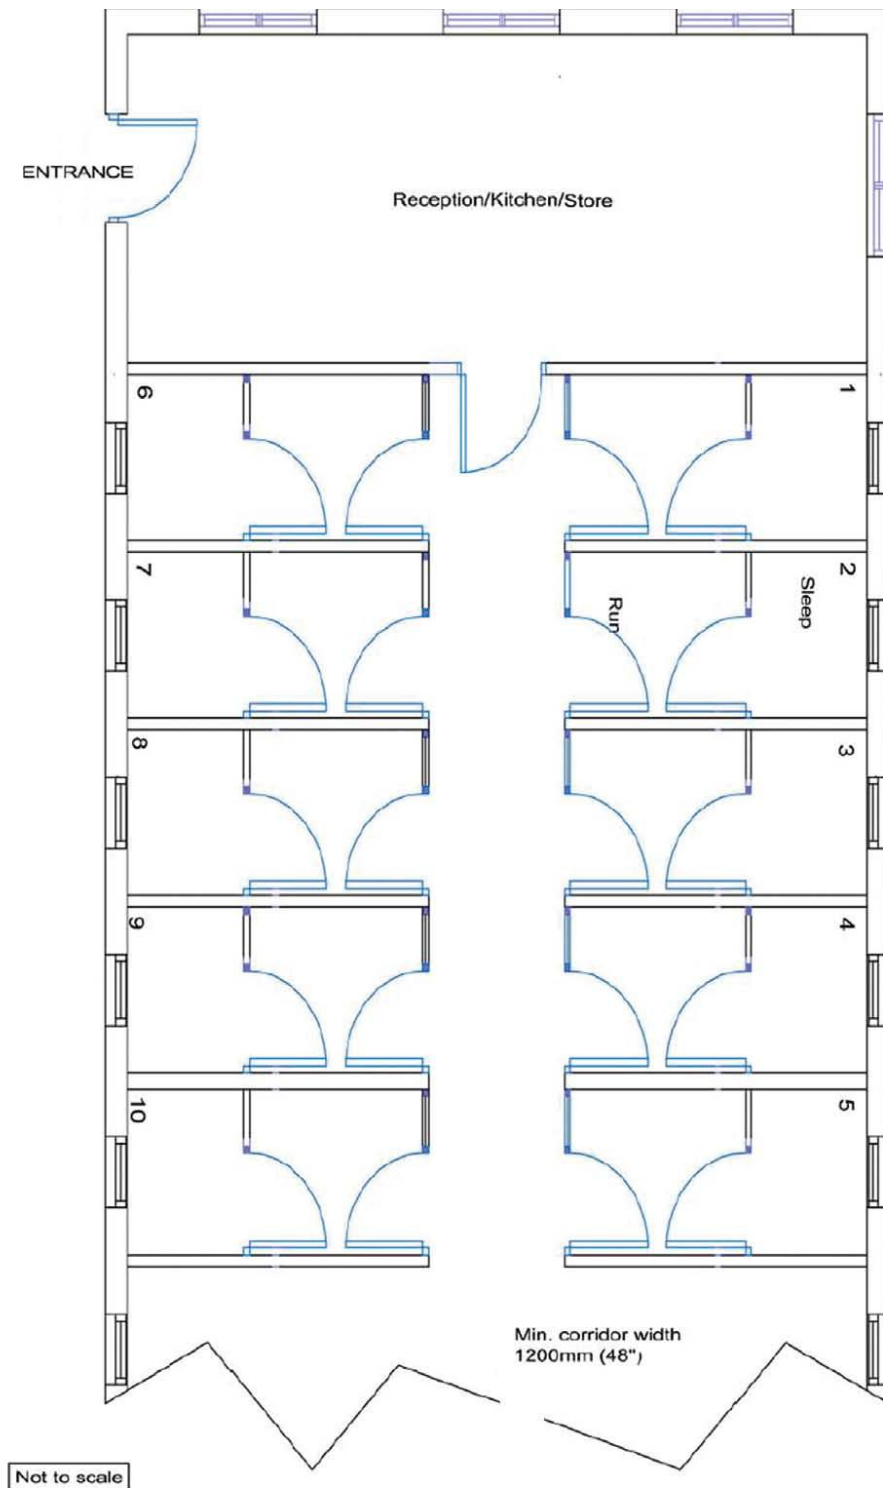 ENTRANCE
Reception/Kitchen/Store
6
1
7
2
Run
Sleep
8
3
9
4
10
5
Min. corridor width
1200mm (48")
Not to scale